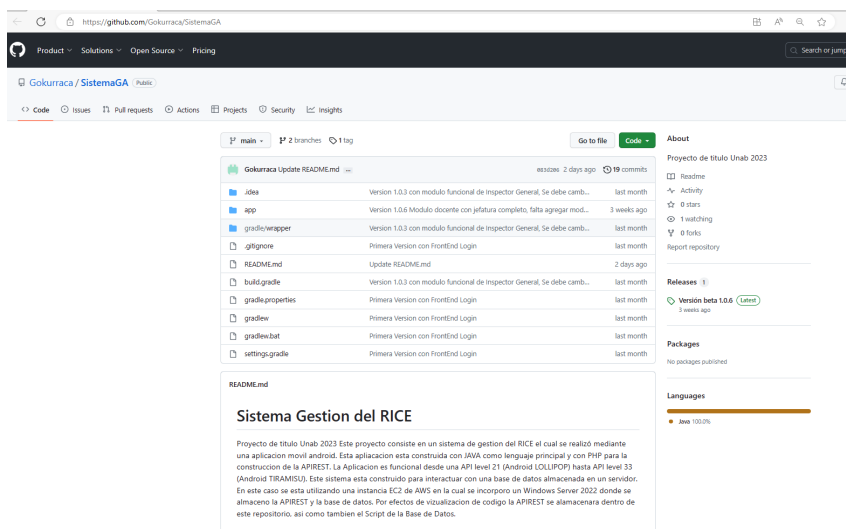 https://github.com/Gokurraca/SistemaGA
Product Solutions Open Source Pricing
Search or jump
Gokurraca / SistemaGA Public
Code Issues Pull requests Actions Projects Security Insights
main 2 branches 1 tag Go to file Code
Gokurraca Update README.md ... 2 days ago 19 commits
.idea Version 1.0.3 con modulo funcional de Inspector General, Se debe camb... last month
app Version 1.0.6 Modulo docente con jefatura completo, falta agregar mod... 3 weeks ago
gradle/wrapper Version 1.0.3 con modulo funcional de Inspector General, Se debe camb... last month
.gitignore Primera Version con FrontEnd Login last month
README.md Update README.md 2 days ago
build.gradle Version 1.0.3 con modulo funcional de Inspector General, Se debe camb... last month
gradle.properties Primera Version con FrontEnd Login last month
gradlew Primera Version con FrontEnd Login last month
gradlew.bat Primera Version con FrontEnd Login last month
settings.gradle Primera Version con FrontEnd Login last month
README.md
Sistema Gestion del RICE
Proyecto de titulo Unab 2023 Este proyecto consiste en un sistema de gestion del RICE el cual se realizó mediante
una aplicacion movil android. Esta apliacacion esta construida con JAVA como lenguaje principal y con PHP para la
construccion de la APIREST. La Aplicacion es funcional desde una API level 21 (Android LOLLIPOP) hasta API level 33
(Android TIRAMISU). Este sistema esta construido para interactuar con una base de datos almacenada en un servidor.
En este caso se esta utilizando una instancia EC2 de AWS en la cual se incorporo un Windows Server 2022 donde se
almaceno la APIREST y la base de datos. Por efectos de vizualizacion de codigo la APIREST se alamacenara dentro de
este repositorio, asi como tambien el Script de la Base de Datos.
About
Proyecto de titulo Unab 2023
Readme
Activity
0 stars
1 watching
0 forks
Report repository
Releases 1
Versión beta 1.0.6 Latest
3 weeks ago
Packages
No packages published
Languages
Java 100.0%